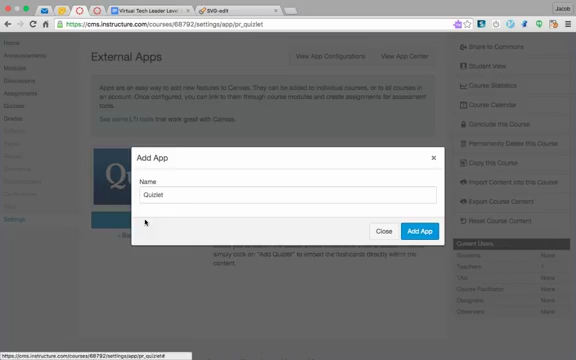 Jacob
Virtual Tech Leader Level
SVG-edit
https://cms.instructure.com/courses/68792/settings/app/pr_quizlet
Home
Announcements
Modules
Discussions
Assignments
Quizzes
Grades
Settings
External Apps
View App Configurations
View App Center
Apps are an easy way to add new features to Canvas. They can be added to individual courses, or to all courses in
an account. Once configured, you can link to them through course modules and create assignments for assessment
tools.
See some LTI tools that work great with Canvas.
Add App
×
Name
Quizlet
Close
Add App
simply click on "Add Quizlet" to embed the flashcards directly within the
content.
Share to Commons
Student View
Course Statistics
Course Calendar
Conclude this Course
Permanently Delete this Course
Copy this Course
Import Content into this Course
Export Course Content
Reset Course Content
Current Users
Students: None
Teachers: 1
TAs: None
Course Facilitator: None
Designers: None
Observers: None
https://cms.instructure.com/courses/68792/settings/app/pr_quizlet#